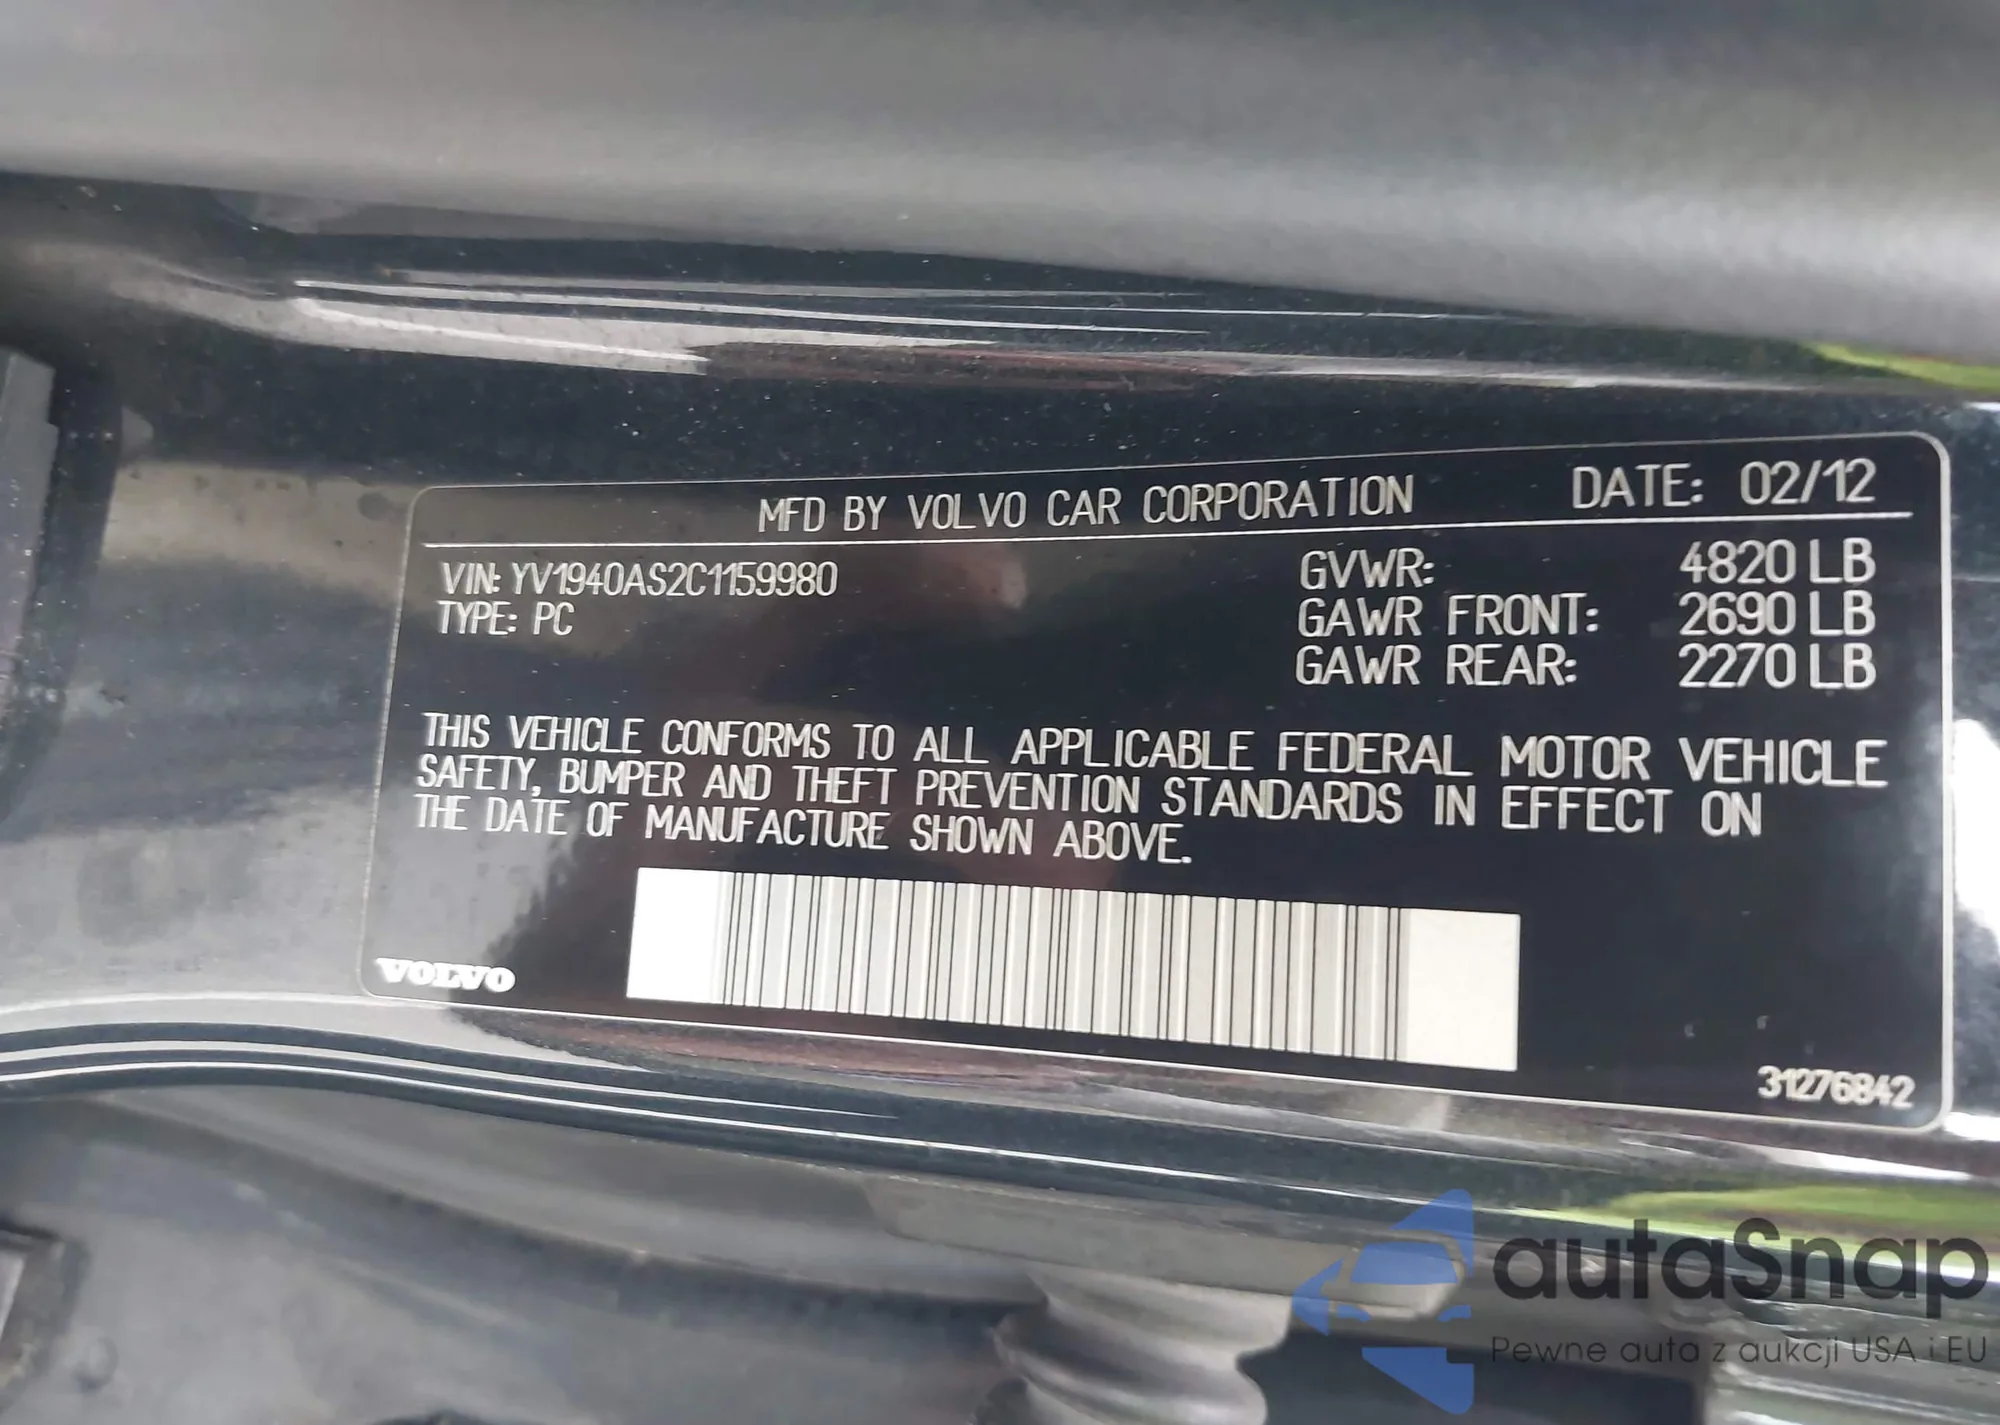 MFD BY VOLVO CAR CORPORATION DATE: 02/12
VIN: YV1940AS2C1159980 GVWR: 4820 LB
TYPE: PC GAWR FRONT: 2690 LB
GAWR REAR: 2270 LB
THIS VEHICLE CONFORMS TO ALL APPLICABLE FEDERAL MOTOR VEHICLE
SAFETY, BUMPER AND THEFT PREVENTION STANDARDS IN EFFECT ON
THE DATE OF MANUFACTURE SHOWN ABOVE.
VOLVO
31276842
autaSnap
Pewne auta z aukcji USA i EU